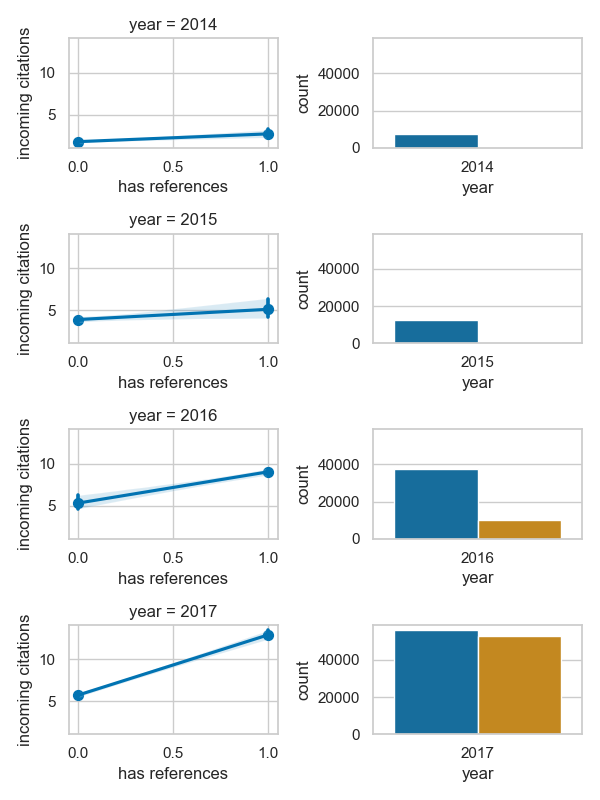 year = 2014
incoming citations
10
5
0.0 0.5 1.0
has references
count
40000
20000
0
2014
year
year = 2015
incoming citations
10
5
0.0 0.5 1.0
has references
count
40000
20000
0
2015
year
year = 2016
incoming citations
10
5
0.0 0.5 1.0
has references
count
40000
20000
0
2016
year
year = 2017
incoming citations
10
5
0.0 0.5 1.0
has references
count
40000
20000
0
2017
year